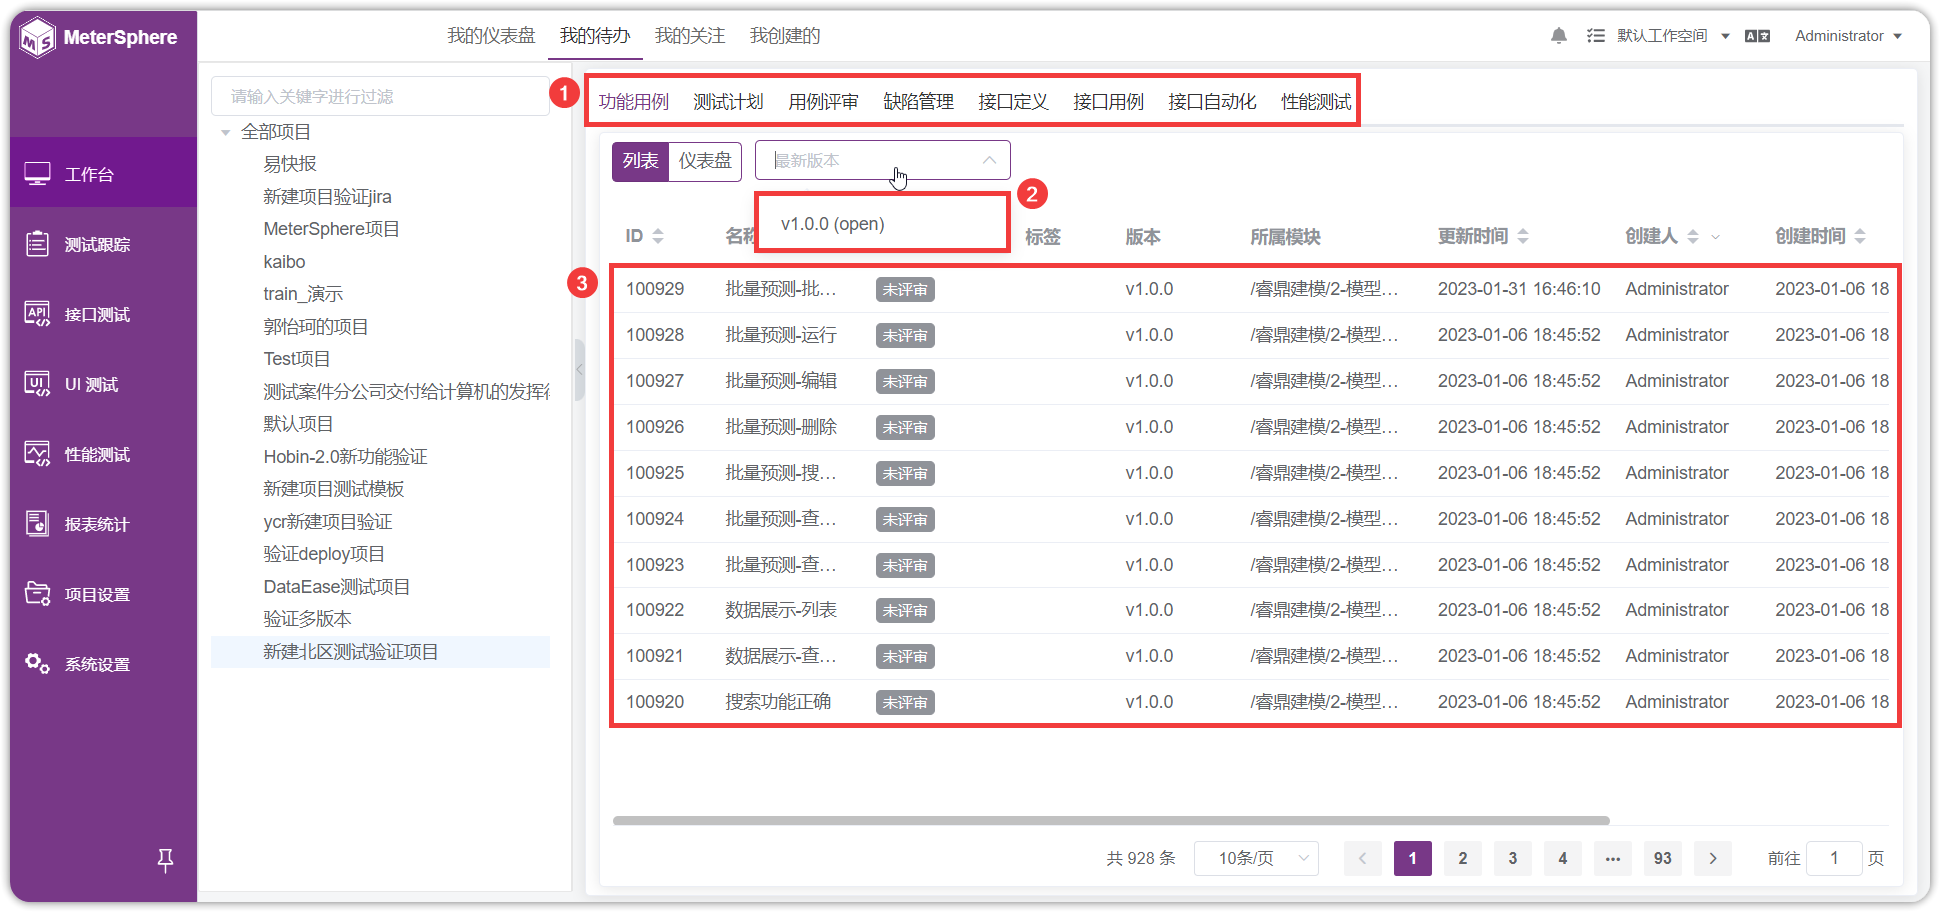 MeterSphere
我的仪表盘 我的待办 我的关注 我创建的
默认工作空间 Administrator
工作台
测试跟踪
接口测试
UI 测试
性能测试
报表统计
项目设置
系统设置
请输入关键字进行过滤
全部项目
易快报
新建项目验证jira
MeterSphere项目
kaibo
train_演示
郭怡珂的项目
Test项目
测试案件分公司交付给计算机的发挥
默认项目
Hobin-2.0新功能验证
新建项目测试模板
ycr新建项目验证
验证deploy项目
DataEase测试项目
验证多版本
新建北区测试验证项目
1
功能用例 测试计划 用例评审 缺陷管理 接口定义 接口用例 接口自动化 性能测试
列表 仪表盘 最新版本
2
v1.0.0 (open)
ID 名称 标签 版本 所属模块 更新时间 创建人 创建时间
3
100929 批量预测-批… 未评审 v1.0.0 /睿鼎建模/2-模型… 2023-01-31 16:46:10 Administrator 2023-01-06 18
100928 批量预测-运行 未评审 v1.0.0 /睿鼎建模/2-模型… 2023-01-06 18:45:52 Administrator 2023-01-06 18
100927 批量预测-编辑 未评审 v1.0.0 /睿鼎建模/2-模型… 2023-01-06 18:45:52 Administrator 2023-01-06 18
100926 批量预测-删除 未评审 v1.0.0 /睿鼎建模/2-模型… 2023-01-06 18:45:52 Administrator 2023-01-06 18
100925 批量预测-搜… 未评审 v1.0.0 /睿鼎建模/2-模型… 2023-01-06 18:45:52 Administrator 2023-01-06 18
100924 批量预测-查… 未评审 v1.0.0 /睿鼎建模/2-模型… 2023-01-06 18:45:52 Administrator 2023-01-06 18
100923 批量预测-查… 未评审 v1.0.0 /睿鼎建模/2-模型… 2023-01-06 18:45:52 Administrator 2023-01-06 18
100922 数据展示-列表 未评审 v1.0.0 /睿鼎建模/2-模型… 2023-01-06 18:45:52 Administrator 2023-01-06 18
100921 数据展示-查… 未评审 v1.0.0 /睿鼎建模/2-模型… 2023-01-06 18:45:52 Administrator 2023-01-06 18
100920 搜索功能正确 未评审 v1.0.0 /睿鼎建模/2-模型… 2023-01-06 18:45:52 Administrator 2023-01-06 18
共 928 条 10条/页 1 2 3 4 ••• 93 前往 1 页